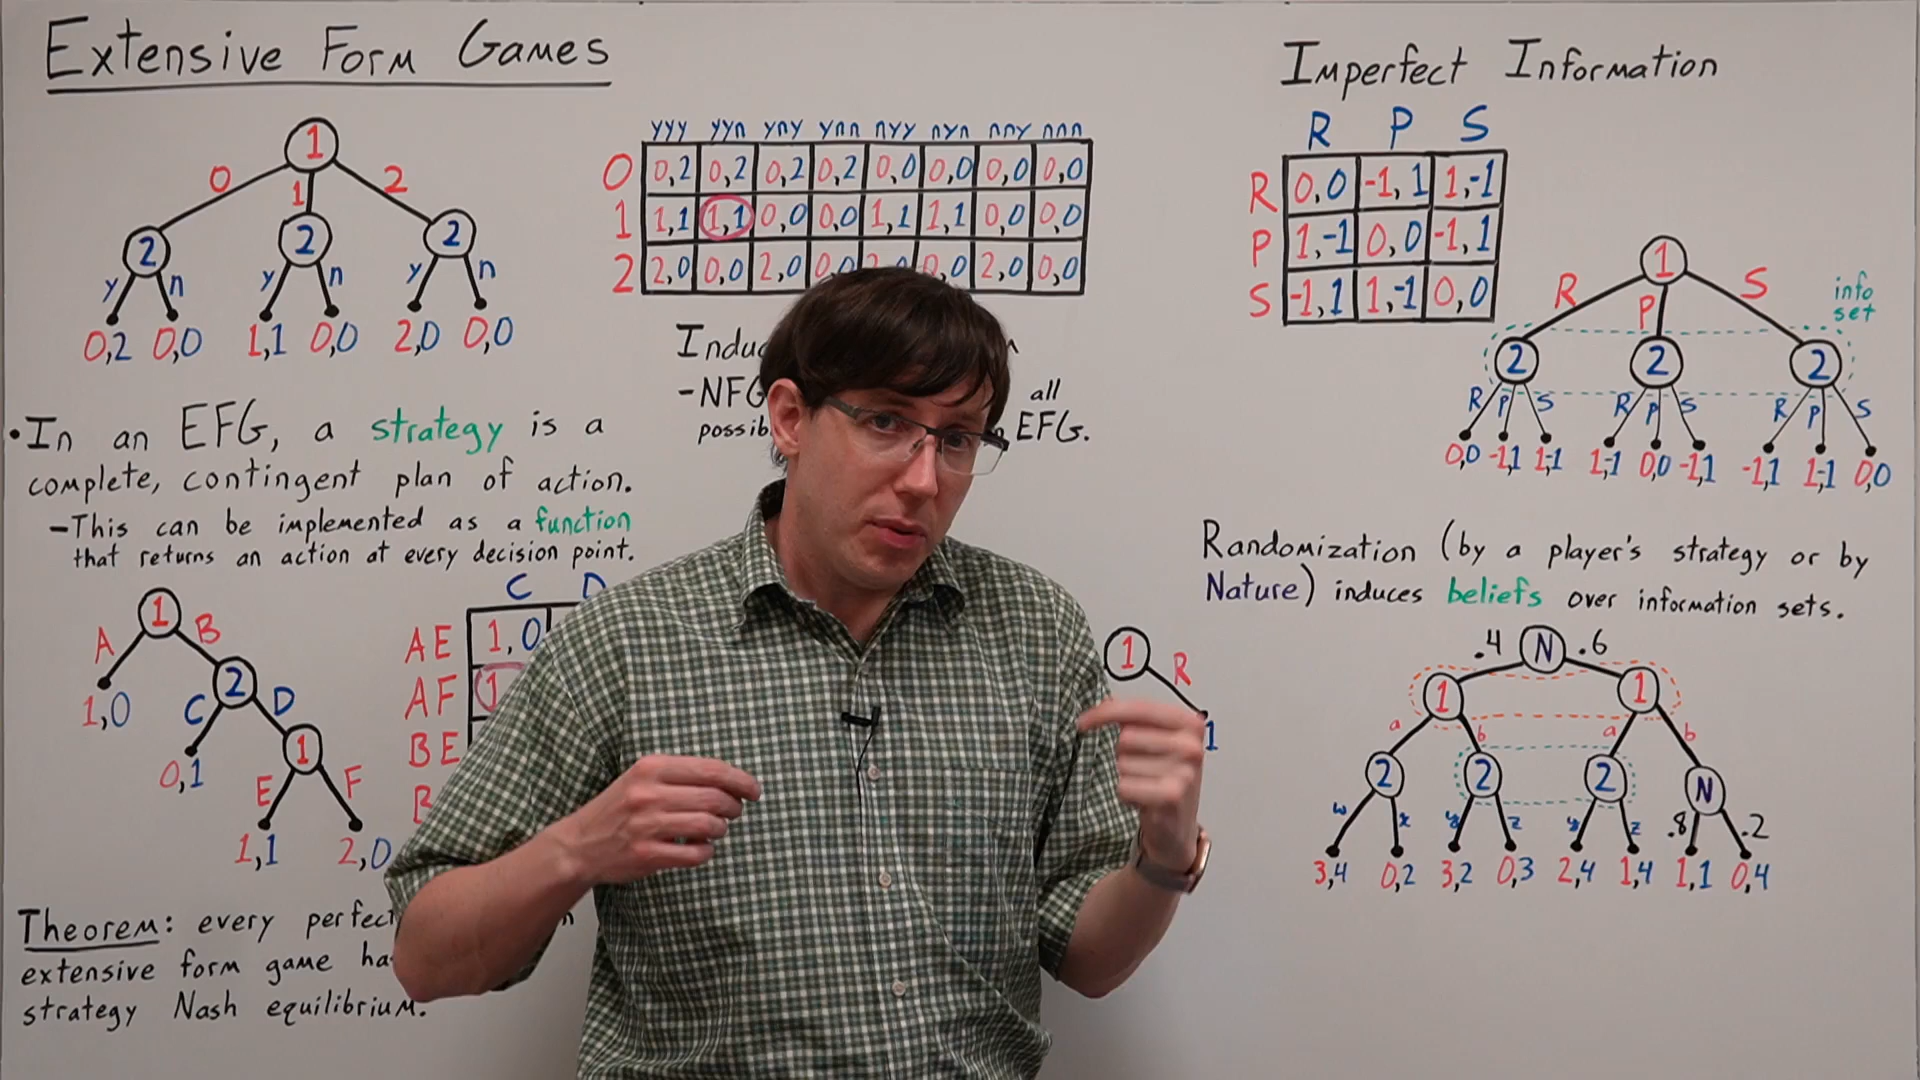 Extensive Form Games
1
0 1 2
2 2 2
y n y n y n
0,2 0,0 1,1 0,0 2,0 0,0
• In an EFG, a strategy is a
complete, contingent plan of action.
– This can be implemented as a function
that returns an action at every decision point.
1
A B
1,0 2
C D
0,1 1
E F
1,1 2,0
Theorem: every
extensive form game
strategy Nash equilibrium.
yyy yyn yny ynn nyy nyn nny nnn
0 0,2 0,2 0,2 0,2 0,0 0,0 0,0 0,0
1 1,1 1,1 0,0 0,0 1,1 1,1 0,0 0,0
2 2,0 0,0 2,0 2,0 0,0
– NFG all
EFG.
C D
AE 1,0
AF
BE
1
R
Imperfect Information
R P S
R 0,0 -1,1 1,-1
P 1,-1 0,0 -1,1
S -1,1 1,-1 0,0
1
R P S
info
set
2 2 2
R P S R P S R P S
0,0 -1,1 1,-1 1,-1 0,0 -1,1 -1,1 1,-1 0,0
Randomization (by a player's strategy or by
Nature) induces beliefs over information sets.
.4 N .6
1 1
a b a b
2 2 2 N
w x y z y z .8 .2
3,4 0,2 3,2 0,3 2,4 1,4 1,1 0,4